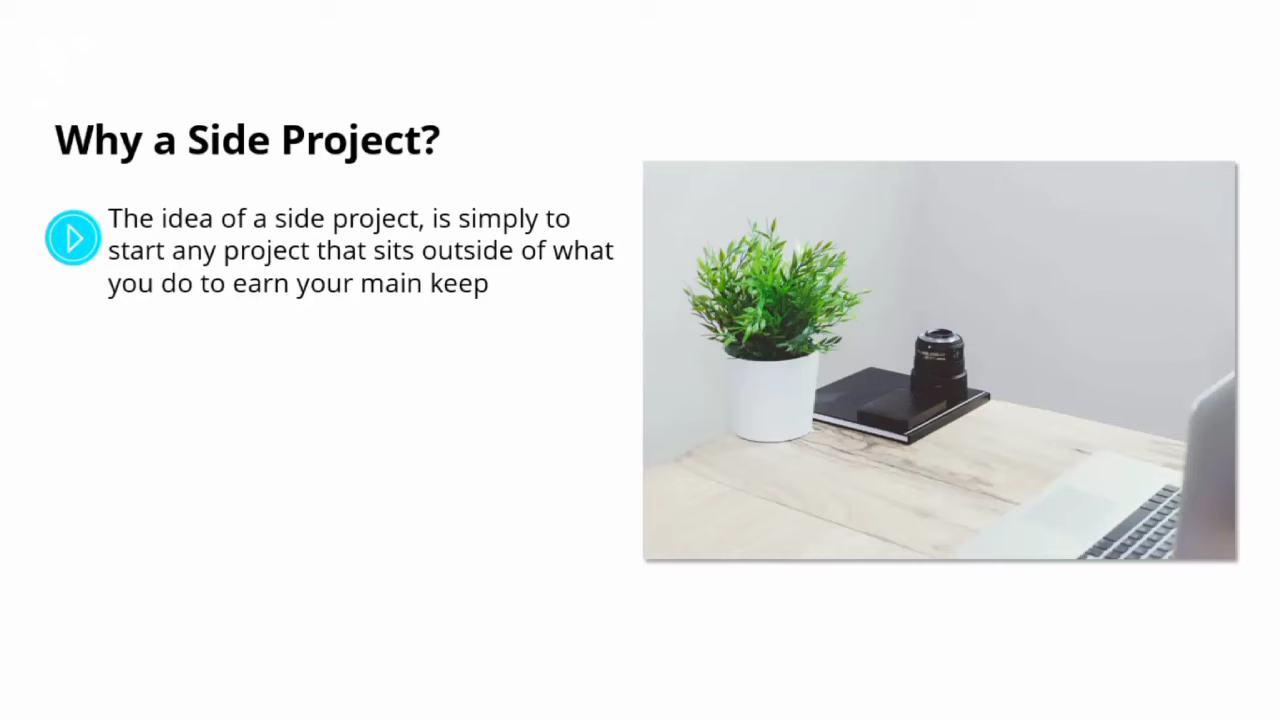 Why a Side Project?
The idea of a side project, is simply to
start any project that sits outside of what
you do to earn your main keep